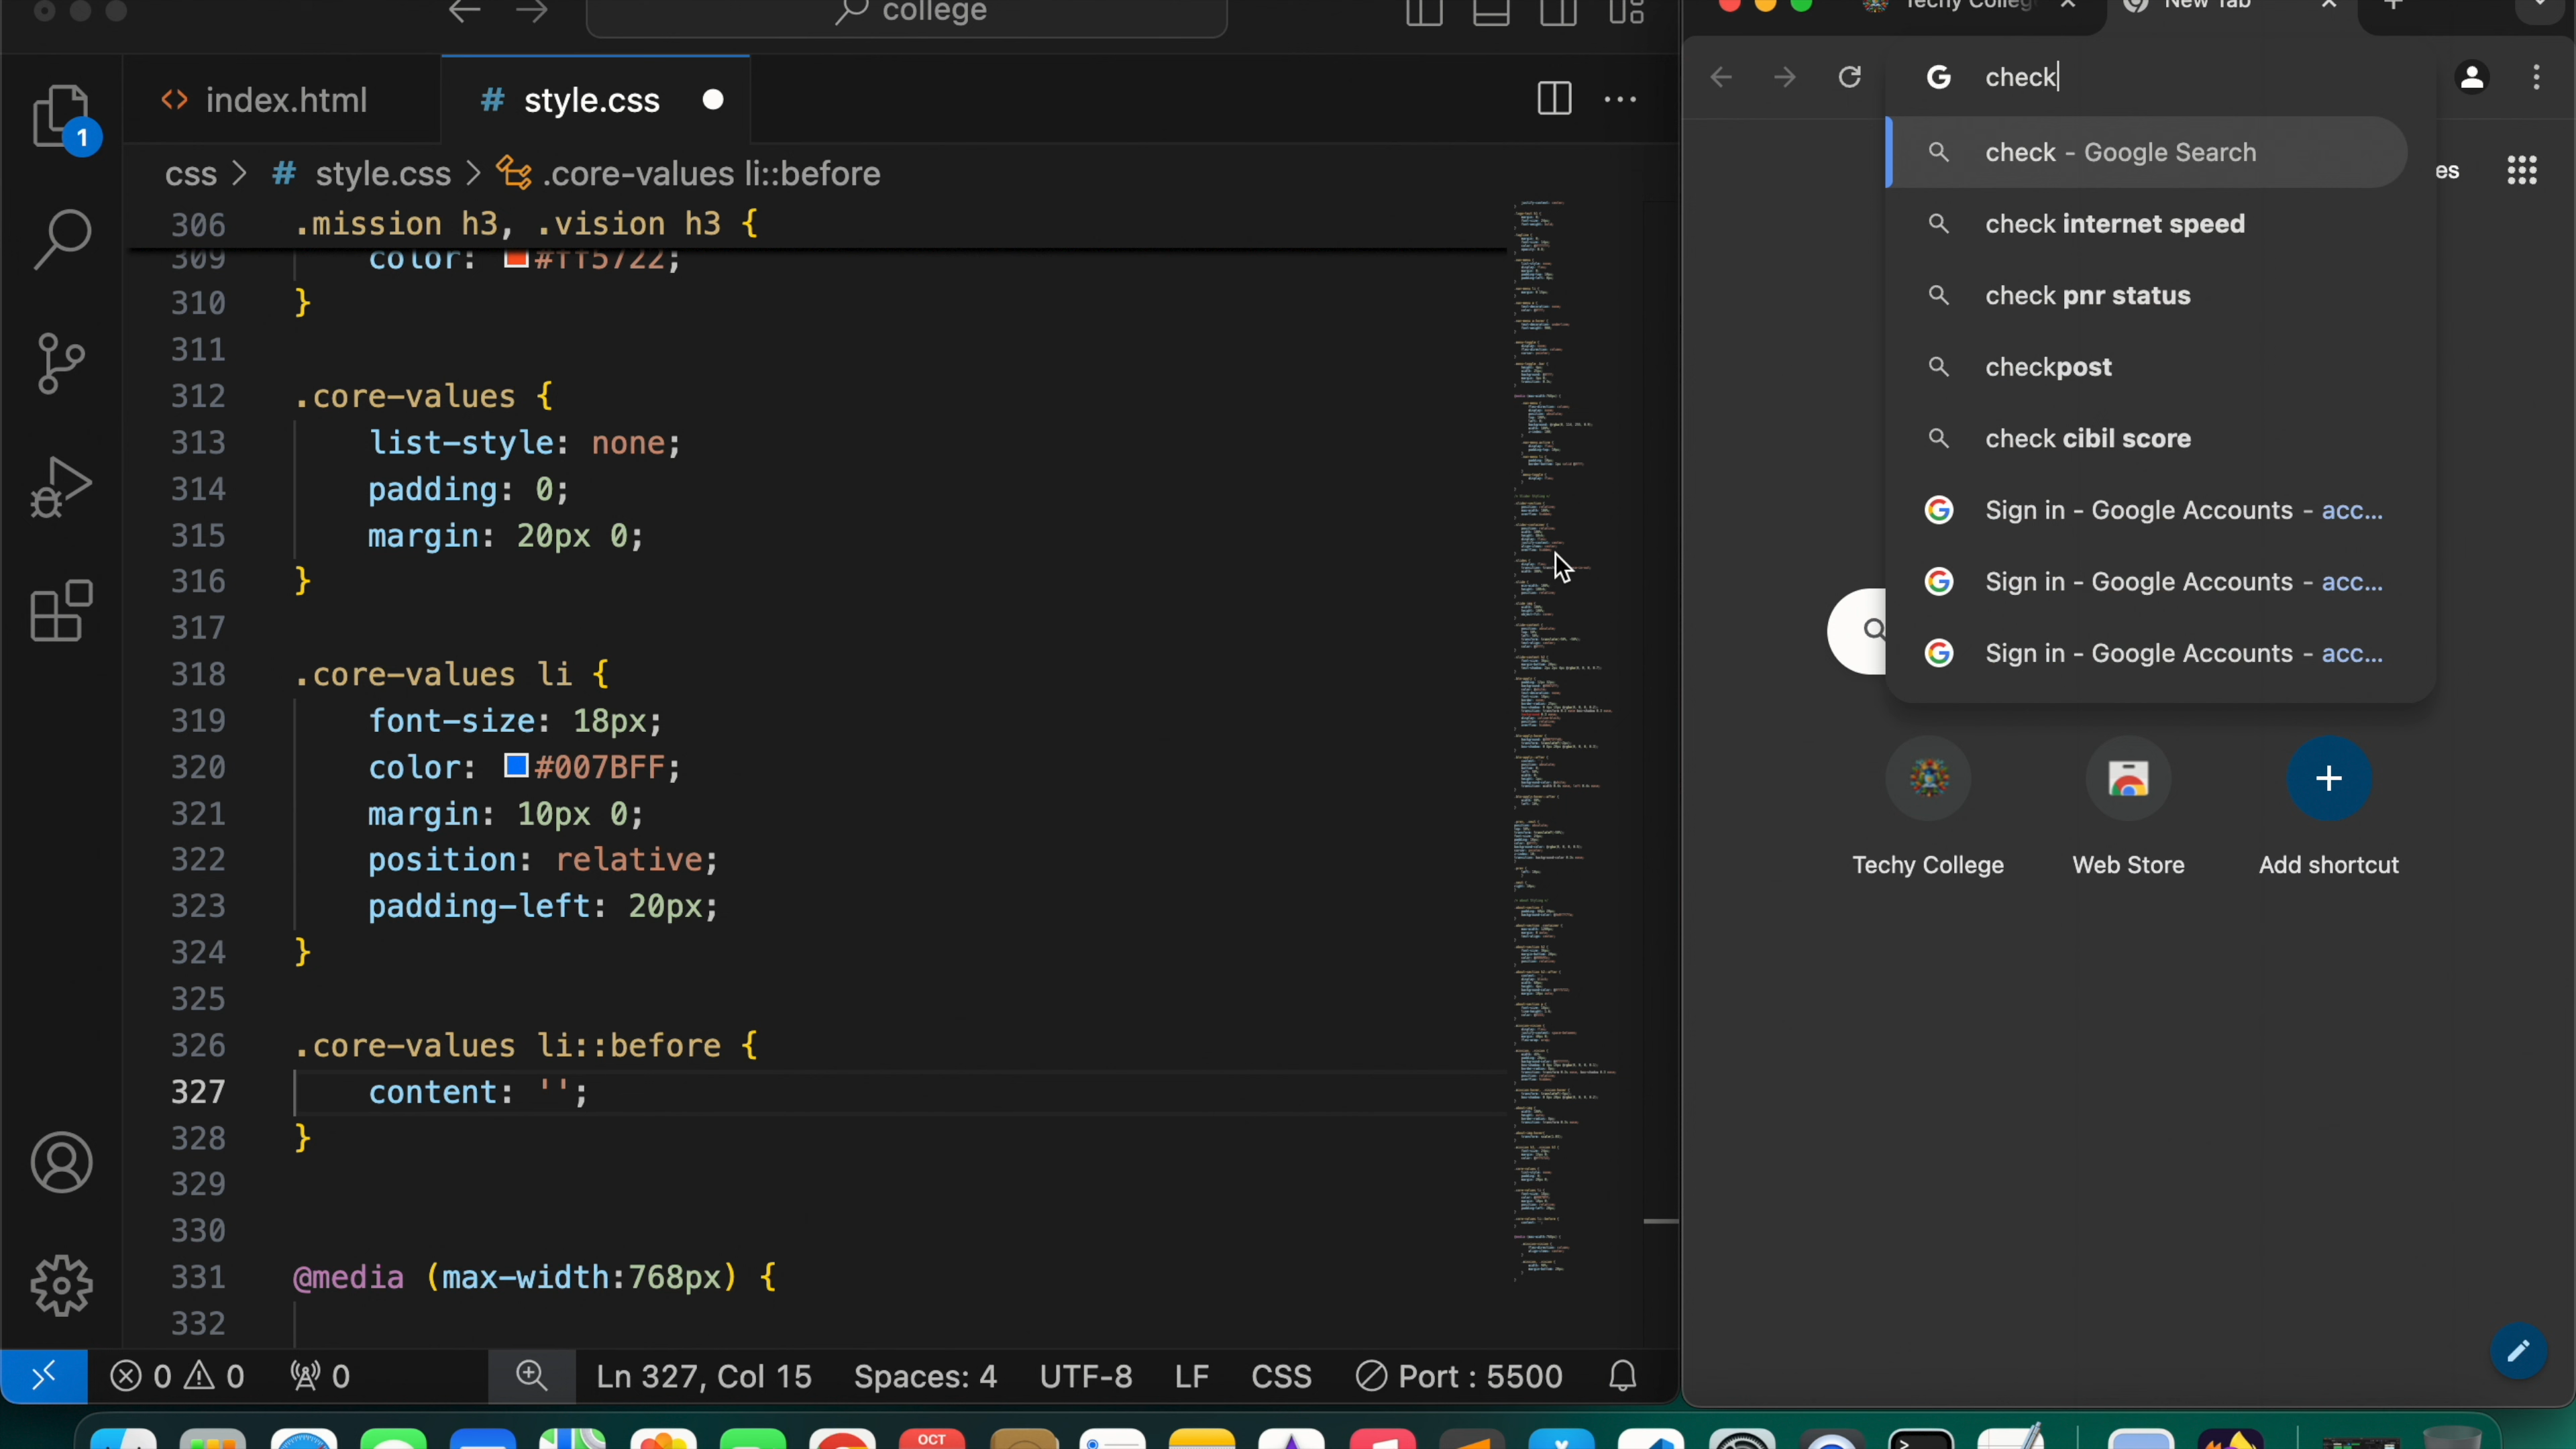 college
index.html
style.css
1
css > # style.css > .core-values li::before
306 .mission h3, .vision h3 {
309 color: #ff5722;
310 }
311
312 .core-values {
313 list-style: none;
314 padding: 0;
315 margin: 20px 0;
316 }
317
318 .core-values li {
319 font-size: 18px;
320 color: #007BFF;
321 margin: 10px 0;
322 position: relative;
323 padding-left: 20px;
324 }
325
326 .core-values li::before {
327 content: '';
328 }
329
330
331 @media (max-width:768px) {
332
0 0 0 Ln 327, Col 15 Spaces: 4 UTF-8 LF CSS Port : 5500
Techy Colleg
New Tab
check
check - Google Search
es
check internet speed
check pnr status
checkpost
check cibil score
Sign in - Google Accounts - acc...
Sign in - Google Accounts - acc...
Sign in - Google Accounts - acc...
Techy College
Web Store
Add shortcut
OCT